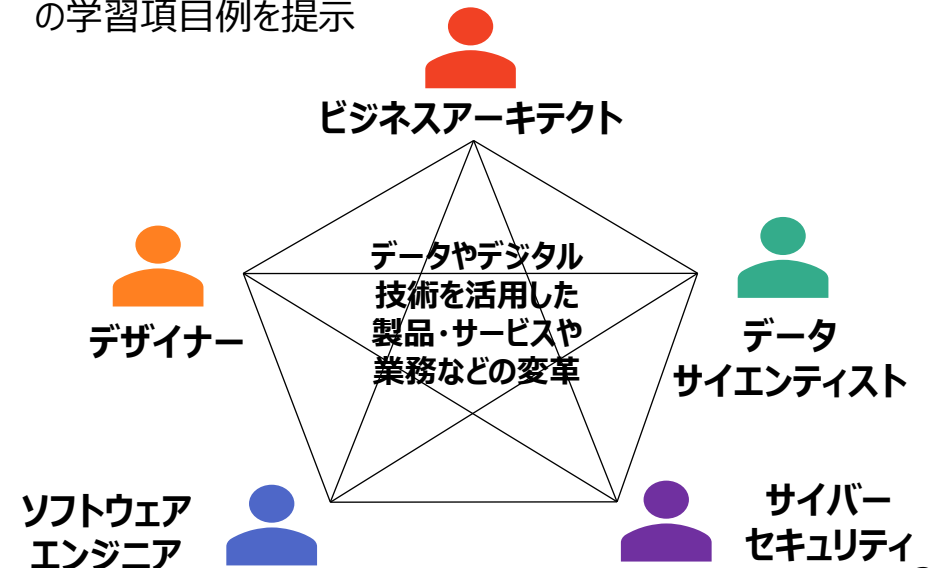 の学習項目例を提示
ビジネスアーキテクト
データやデジタル
技術を活用した
製品・サービスや
業務などの変革
デザイナー
データ
サイエンティスト
ソフトウェア
エンジニア
サイバー
セキュリティ